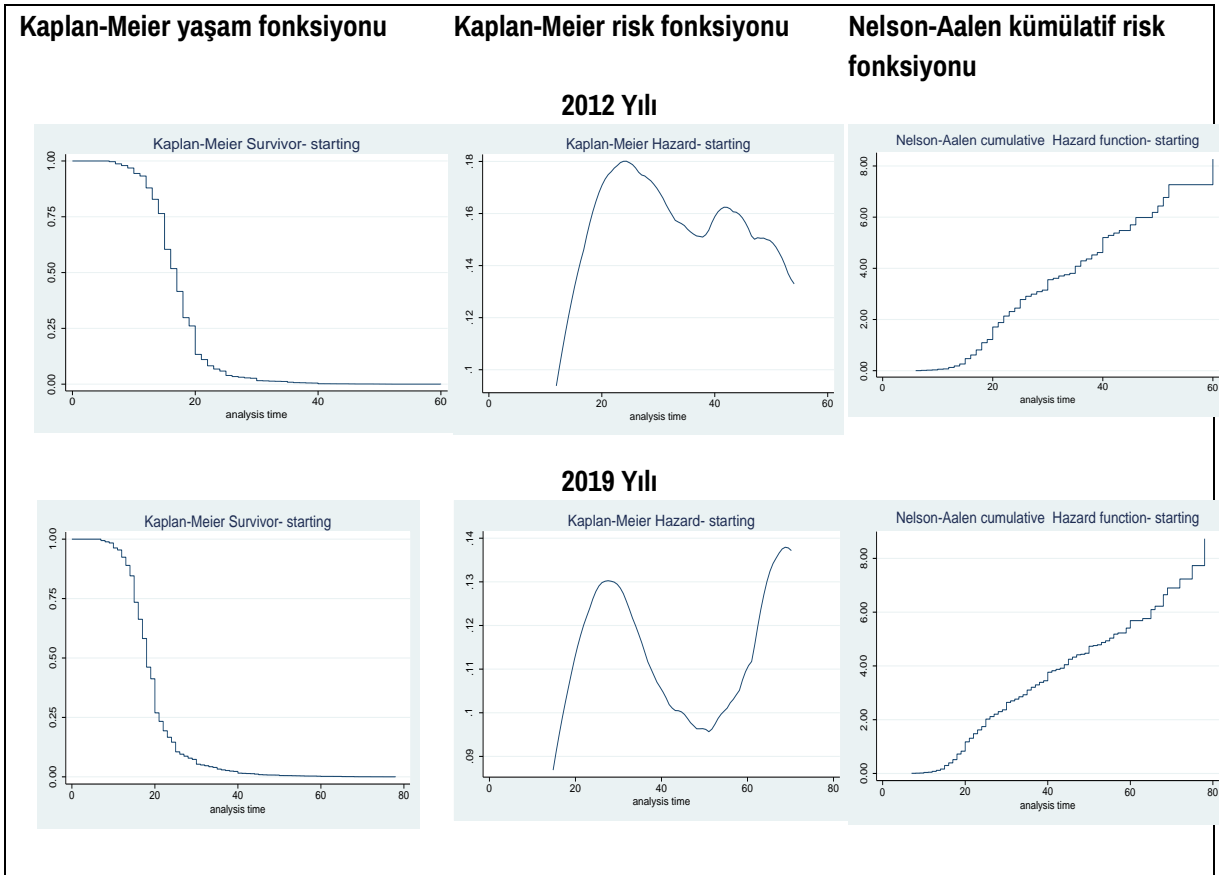 Kaplan-Meier yaşam fonksiyonu
Kaplan-Meier risk fonksiyonu
Nelson-Aalen kümülatif risk
fonksiyonu
2012 Yılı
Kaplan-Meier Survivor- starting
1.00
0.75
0.50
0.25
0.00
0 20 40 60
analysis time
Kaplan-Meier Hazard- starting
.18
.16
.14
.12
.1
0 20 40 60
analysis time
Nelson-Aalen cumulative Hazard function- starting
8.00
6.00
4.00
2.00
0.00
0 20 40 60
analysis time
2019 Yılı
Kaplan-Meier Survivor- starting
1.00
0.75
0.50
0.25
0.00
0 20 40 60 80
analysis time
Kaplan-Meier Hazard- starting
.14
.13
.12
.11
.1
.09
0 20 40 60 80
analysis time
Nelson-Aalen cumulative Hazard function- starting
8.00
6.00
4.00
2.00
0.00
0 20 40 60 80
analysis time